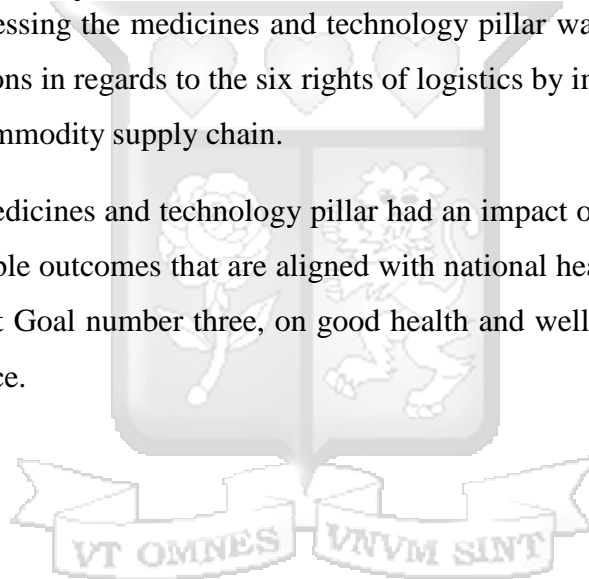 essing the medicines and technology pillar wa
ons in regards to the six rights of logistics by in
mmodity supply chain.
edicines and technology pillar had an impact o
ble outcomes that are aligned with national hea
t Goal number three, on good health and well
ce.
VT OMNES VNVM SINT